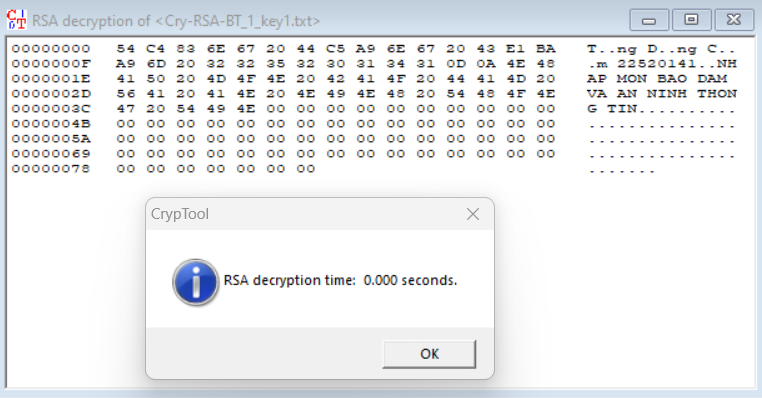 RSA decryption of <Cry-RSA-BT_1_key1.txt>
00000000 54 C4 83 6E 67 20 44 C5 A9 6E 67 20 43 E1 BA T..ng D..ng C..
0000000F A9 6D 20 32 32 35 32 30 31 34 31 0D 0A 4E 48 .m 22520141..NH
0000001E 41 50 20 4D 4F 4E 20 42 41 4F 20 44 41 4D 20 AP MON BAO DAM
0000002D 56 41 20 41 4E 20 4E 49 4E 48 20 54 48 4F 4E VA AN NINH THON
0000003C 47 20 54 49 4E 00 00 00 00 00 00 00 00 00 00 G TIN..........
0000004B 00 00 00 00 00 00 00 00 00 00 00 00 00 00 00 ...............
0000005A 00 00 00 00 00 00 00 00 00 00 00 00 00 00 00 ...............
00000069 00 00 00 00 00 00 00 00 00 00 00 00 00 00 00 ...............
00000078 00 00 00 00 00 00 00 .......
CrypTool
RSA decryption time: 0.000 seconds.
OK